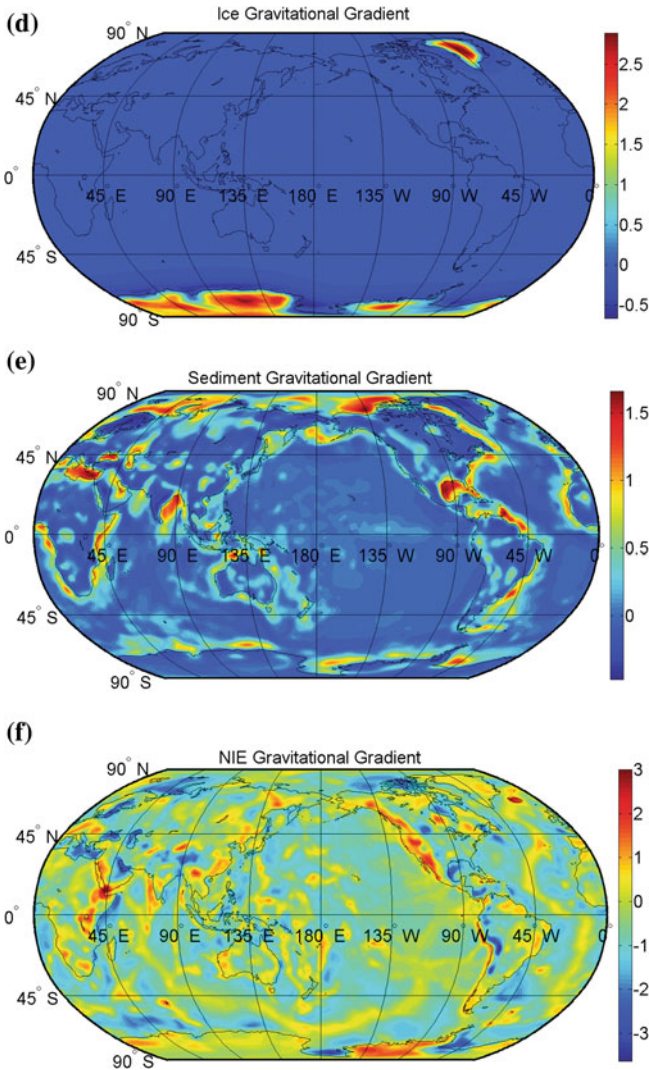 (d)
Ice Gravitational Gradient
90° N
45° N
0°
45° E 90° E 135° E 180° E 135° W 90° W 45° W 0°
45° S
90° S
2.5
2
1.5
1
0.5
0
-0.5
(e)
Sediment Gravitational Gradient
90° N
45° N
0°
45° E 90° E 135° E 180° E 135° W 90° W 45° W 0°
45° S
90° S
1.5
1
0.5
0
(f)
NIE Gravitational Gradient
90° N
45° N
0°
45° E 90° E 135° E 180° E 135° W 90° W 45° W 0°
45° S
90° S
3
2
1
0
-1
-2
-3